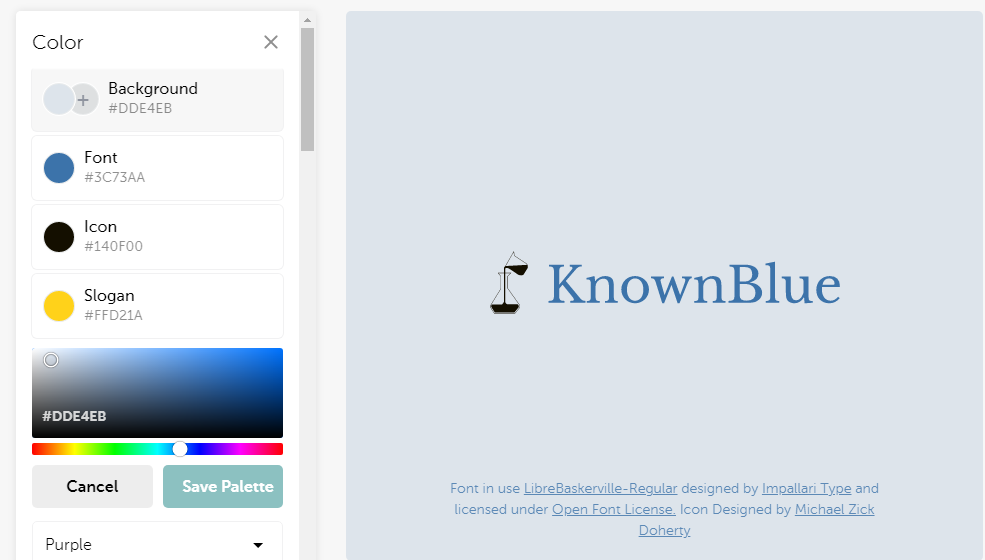 Color
Background
#DDE4EB
Font
#3C73AA
Icon
#140F00
Slogan
#FFD21A
#DDE4EB
Cancel
Save Palette
Purple
KnownBlue
Font in use LibreBaskerville-Regular designed by Impallari Type and
licensed under Open Font License. Icon Designed by Michael Zick
Doherty